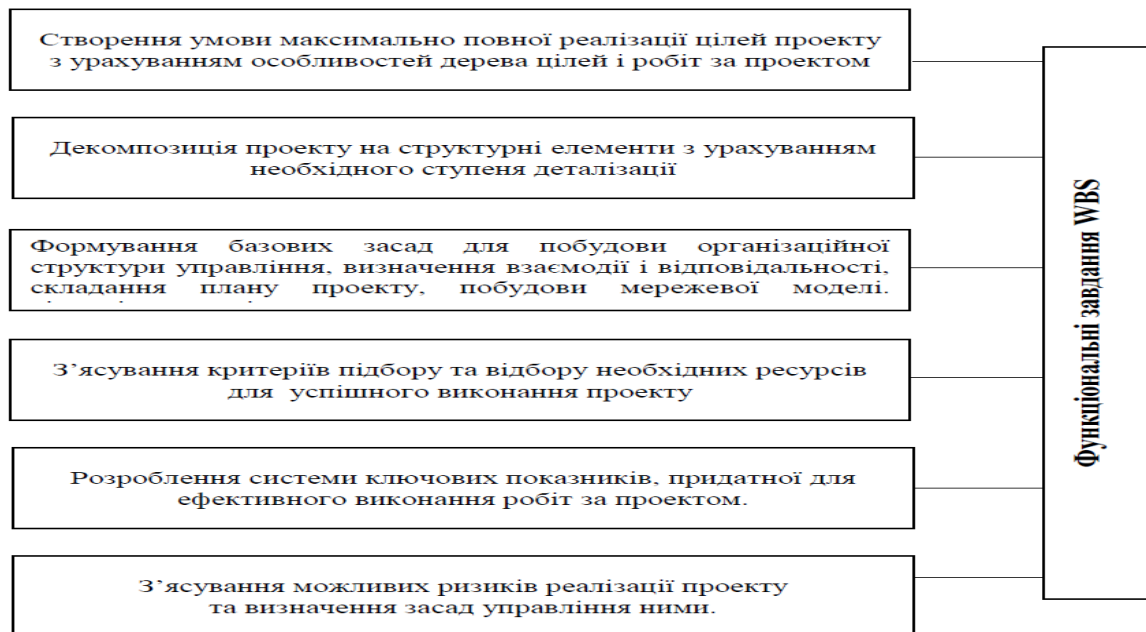 Створення умови максимально повної реалізації цілей проекту
з урахуванням особливостей дерева цілей і робіт за проектом
Декомпозиція проекту на структурні елементи з урахуванням
необхідного ступеня деталізації
Формування базових засад для побудови організаційної
структури управління, визначення взаємодії і відповідальності,
складання плану проекту, побудови мережевої моделі.
З’ясування критеріїв підбору та відбору необхідних ресурсів
для успішного виконання проекту
Розроблення системи ключових показників, придатної для
ефективного виконання робіт за проектом.
З’ясування можливих ризиків реалізації проекту
та визначення засад управління ними.
Функціональні завдання WBS